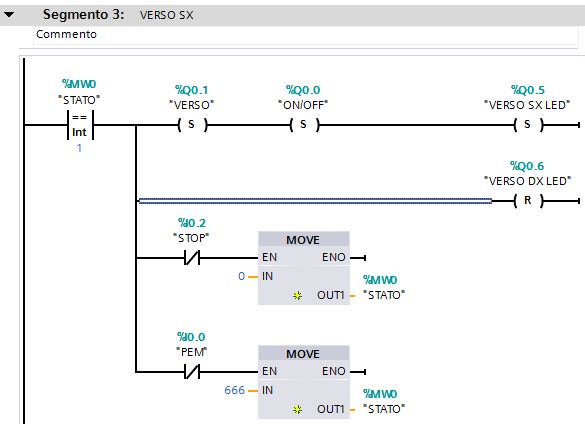 Segmento 3: VERSO SX
Commento
%MW0
"STATO"
==
Int
1
%Q0.1
"VERSO"
S
%Q0.0
"ON/OFF"
S
%Q0.5
"VERSO SX LED"
S
%Q0.6
"VERSO DX LED"
R
%I0.2
"STOP"
MOVE
EN ENO
0 IN
OUT1
%MW0
"STATO"
%I0.0
"PEM"
MOVE
EN ENO
666 IN
OUT1
%MW0
"STATO"